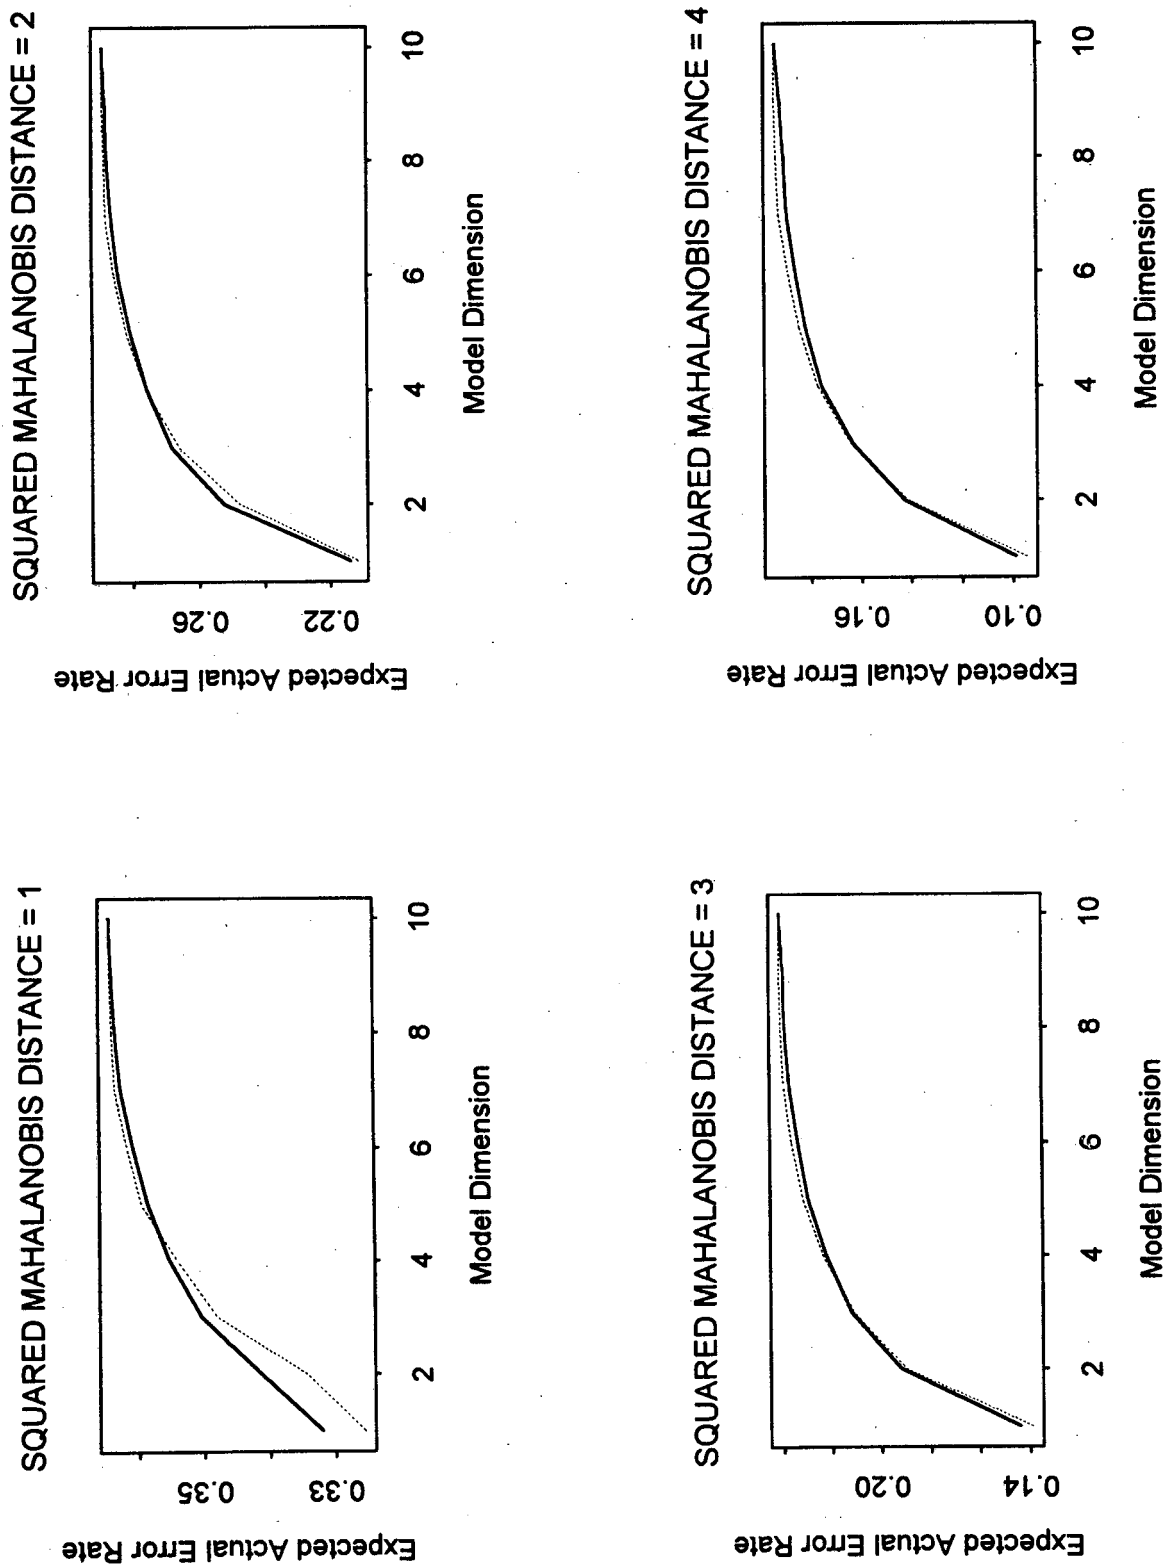 SQUARED MAHALANOBIS DISTANCE = 1
Expected Actual Error Rate
0.35
0.33
2
4
6
8
10
Model Dimension
SQUARED MAHALANOBIS DISTANCE = 2
Expected Actual Error Rate
0.26
0.22
2
4
6
8
10
Model Dimension
SQUARED MAHALANOBIS DISTANCE = 3
Expected Actual Error Rate
0.20
0.14
2
4
6
8
10
Model Dimension
SQUARED MAHALANOBIS DISTANCE = 4
Expected Actual Error Rate
0.16
0.10
2
4
6
8
10
Model Dimension